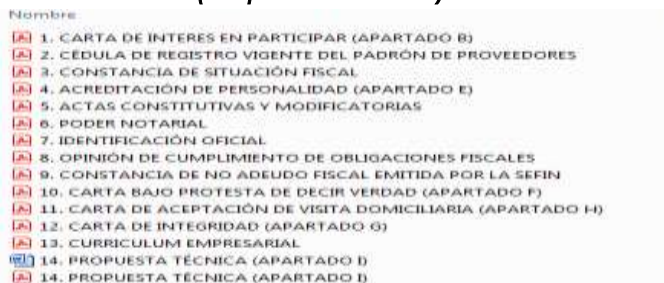 Nombre
1. CARTA DE INTERES EN PARTICIPAR (APARTADO B)
2. CÉDULA DE REGISTRO VIGENTE DEL PADRÓN DE PROVEEDORES
3. CONSTANCIA DE SITUACIÓN FISCAL
4. ACREDITACIÓN DE PERSONALIDAD (APARTADO E)
5. ACTAS CONSTITUTIVAS Y MODIFICATORIAS
6. PODER NOTARIAL
7. IDENTIFICACIÓN OFICIAL
8. OPINIÓN DE CUMPLIMIENTO DE OBLIGACIONES FISCALES
9. CONSTANCIA DE NO ADEUDO FISCAL EMITIDA POR LA SEFIN
10. CARTA BAJO PROTESTA DE DECIR VERDAD (APARTADO F)
11. CARTA DE ACEPTACIÓN DE VISITA DOMICILIARIA (APARTADO H)
12. CARTA DE INTEGRIDAD (APARTADO G)
13. CURRICULUM EMPRESARIAL
14. PROPUESTA TÉCNICA (APARTADO I)
14. PROPUESTA TÉCNICA (APARTADO I)